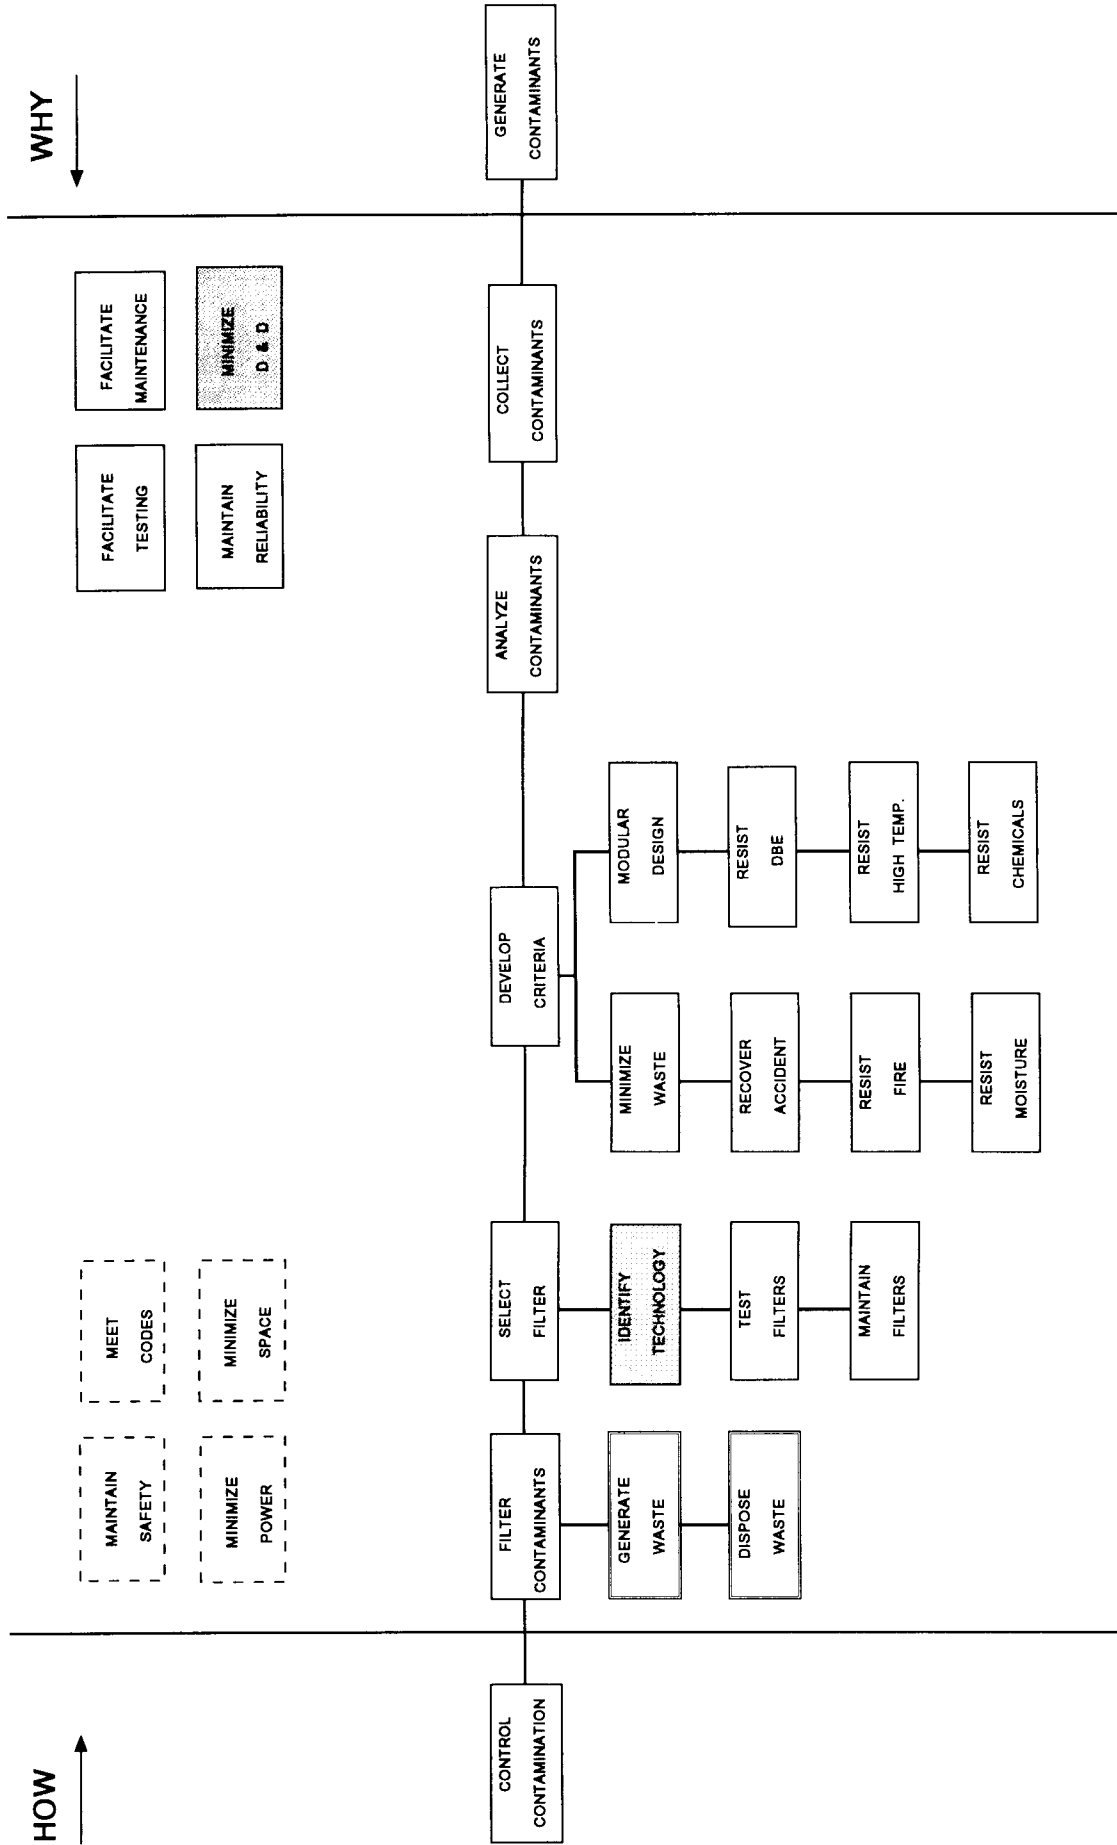 HOW
WHY
MAINTAIN
SAFETY
MEET
CODES
FACILITATE
TESTING
FACILITATE
MAINTENANCE
MINIMIZE
POWER
MINIMIZE
SPACE
MAINTAIN
RELIABILITY
MINIMIZE
D & D
CONTROL
CONTAMINATION
FILTER
CONTAMINANTS
SELECT
FILTER
DEVELOP
CRITERIA
ANALYZE
CONTAMINANTS
COLLECT
CONTAMINANTS
GENERATE
CONTAMINANTS
GENERATE
WASTE
IDENTIFY
TECHNOLOGY
MINIMIZE
WASTE
MODULAR
DESIGN
DISPOSE
WASTE
TEST
FILTERS
RECOVER
ACCIDENT
RESIST
DBE
MAINTAIN
FILTERS
RESIST
FIRE
RESIST
HIGH TEMP.
RESIST
MOISTURE
RESIST
CHEMICALS